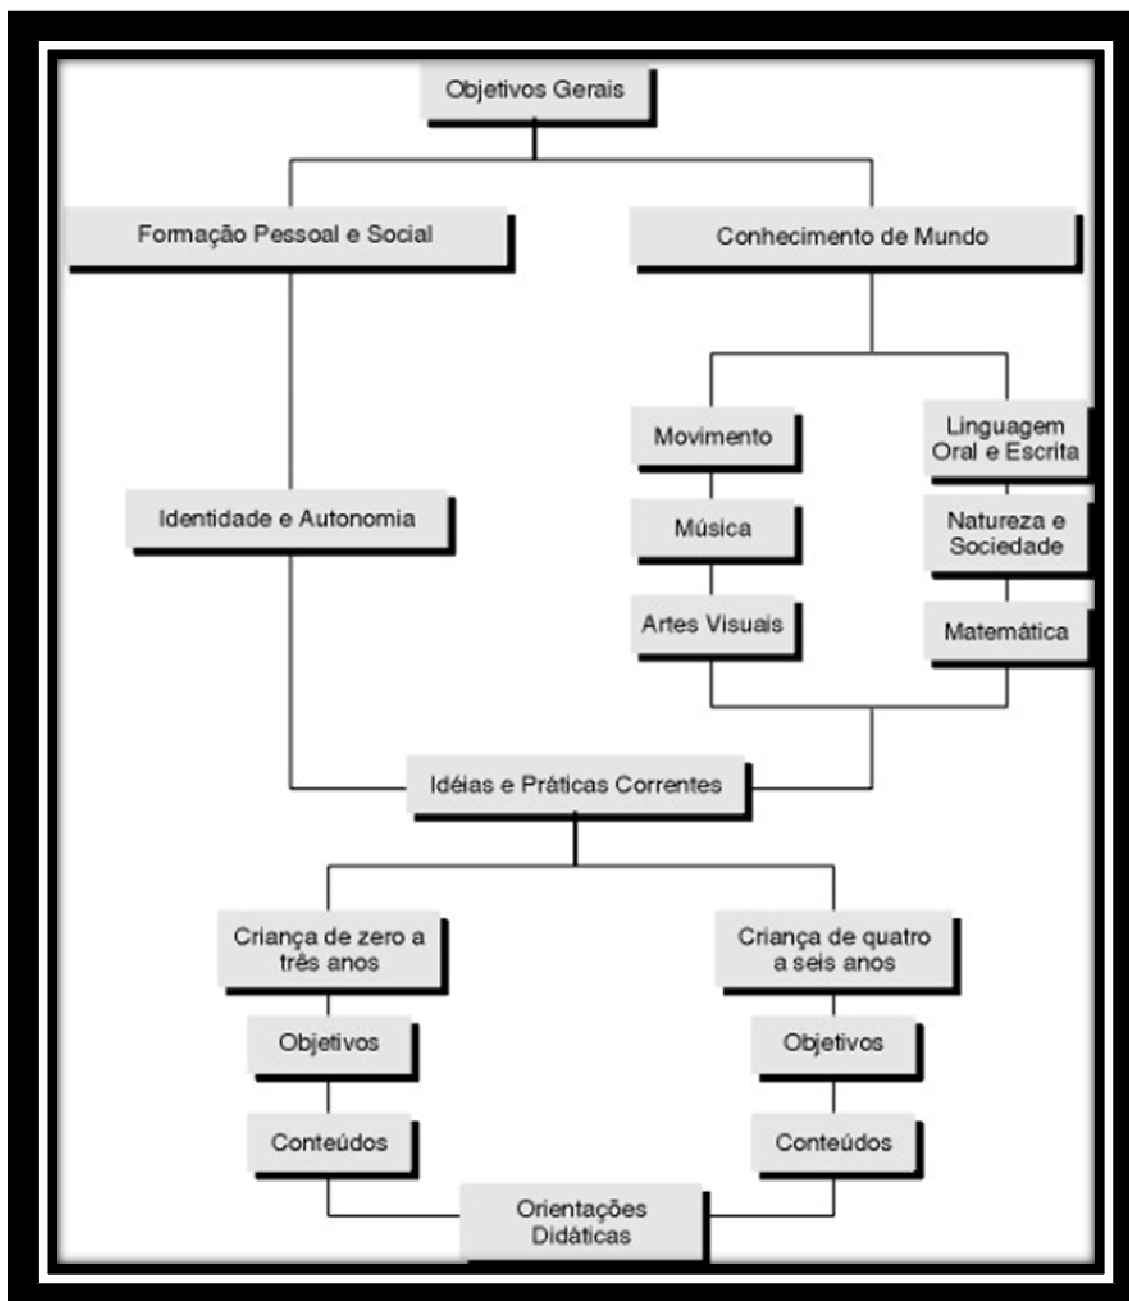 Objetivos Gerais
Formação Pessoal e Social
Conhecimento de Mundo
Movimento
Linguagem
Oral e Escrita
Identidade e Autonomia
Música
Natureza e
Sociedade
Artes Visuais
Matemática
Idéias e Práticas Correntes
Criança de zero a
três anos
Criança de quatro
a seis anos
Objetivos
Objetivos
Conteúdos
Conteúdos
Orientações
Didáticas